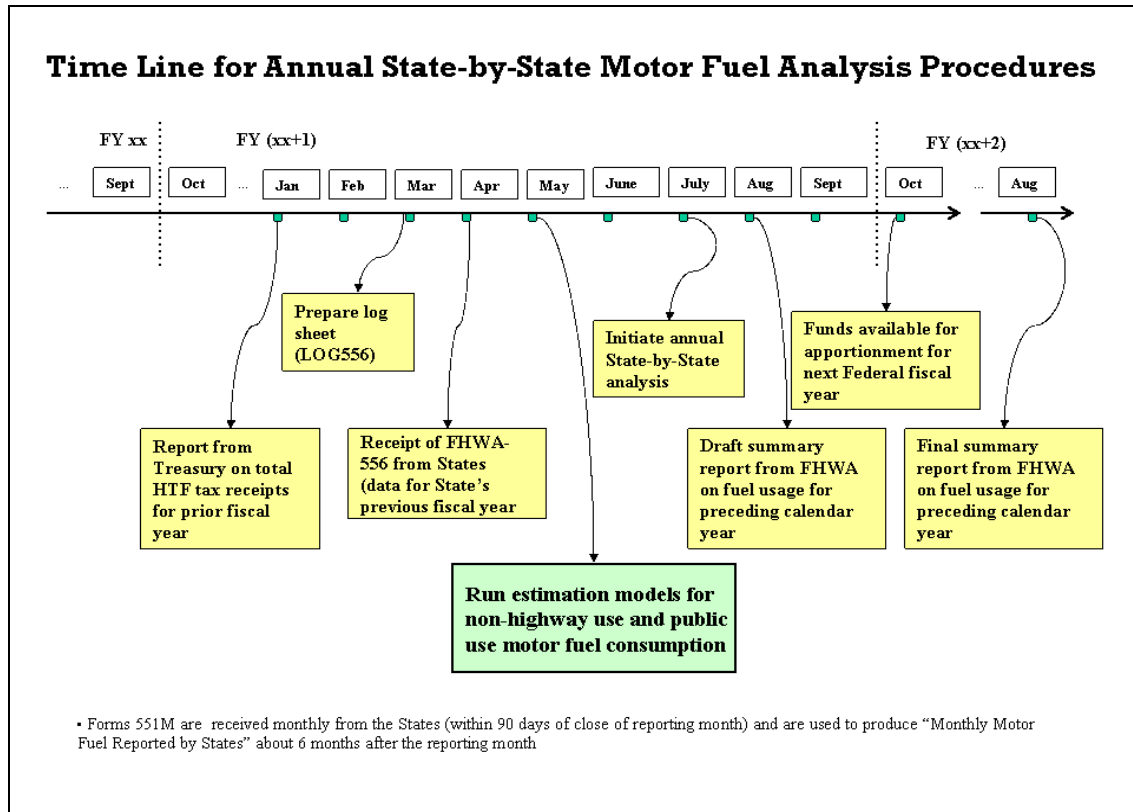 Time Line for Annual State-by-State Motor Fuel Analysis Procedures
FY xx
FY (xx+1)
FY (xx+2)
...
Sept
Oct
...
Jan
Feb
Mar
Apr
May
June
July
Aug
Sept
Oct
...
Aug
Prepare log
sheet
(LOG556)
Initiate annual
State-by-State
analysis
Funds available for
apportionment for
next Federal fiscal
year
Report from
Treasury on total
HTF tax receipts
for prior fiscal
year
Receipt of FHWA-
556 from States
(data for State’s
previous fiscal year
Draft summary
report from FHWA
on fuel usage for
preceding calendar
year
Final summary
report from FHWA
on fuel usage for
preceding calendar
year
Run estimation models for
non-highway use and public
use motor fuel consumption
• Forms 551M are received monthly from the States (within 90 days of close of reporting month) and are used to produce “Monthly Motor
Fuel Reported by States” about 6 months after the reporting month